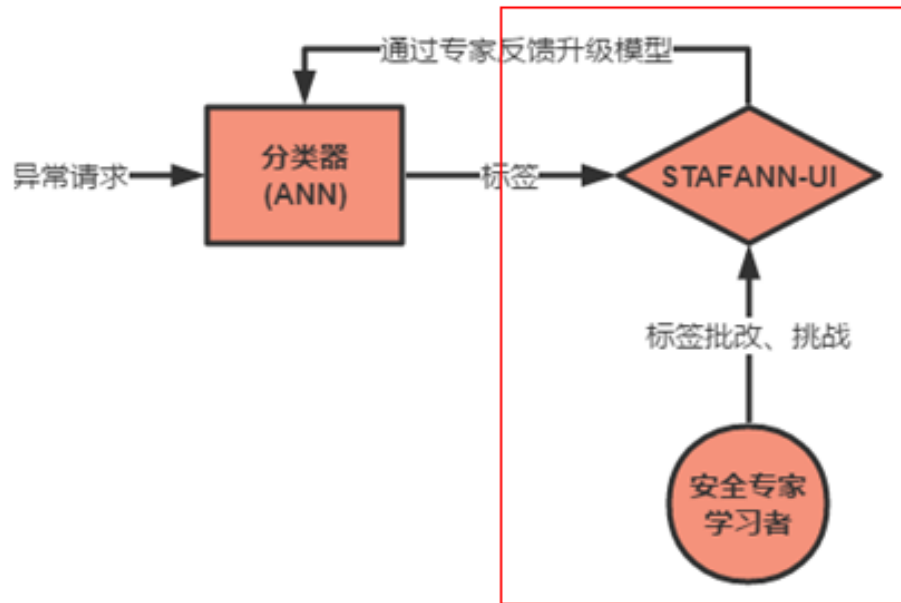 通过专家反馈升级模型
异常请求
分类器
(ANN)
标签
STAFANN-UI
标签批改、挑战
安全专家
学习者